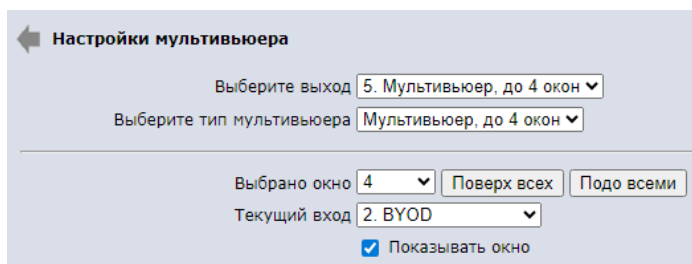 Настройки мультивьюера
Выберите выход 5. Мультивьюер, до 4 окон
Выберите тип мультивьюера Мультивьюер, до 4 окон
Выбрано окно 4 Поверх всех Подо всеми
Текущий вход 2. BYOD
Показывать окно